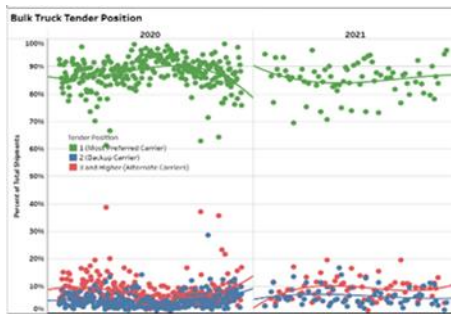 Bulk Truck Tender Position
2020 2021
100%
90%
80%
70%
60%
50%
40%
30%
20%
10%
0%
Percent of Total Shipments
Tender Position
1 (Most Preferred Carrier)
2 (Backup Carrier)
3 and Higher (Alternate Carriers)